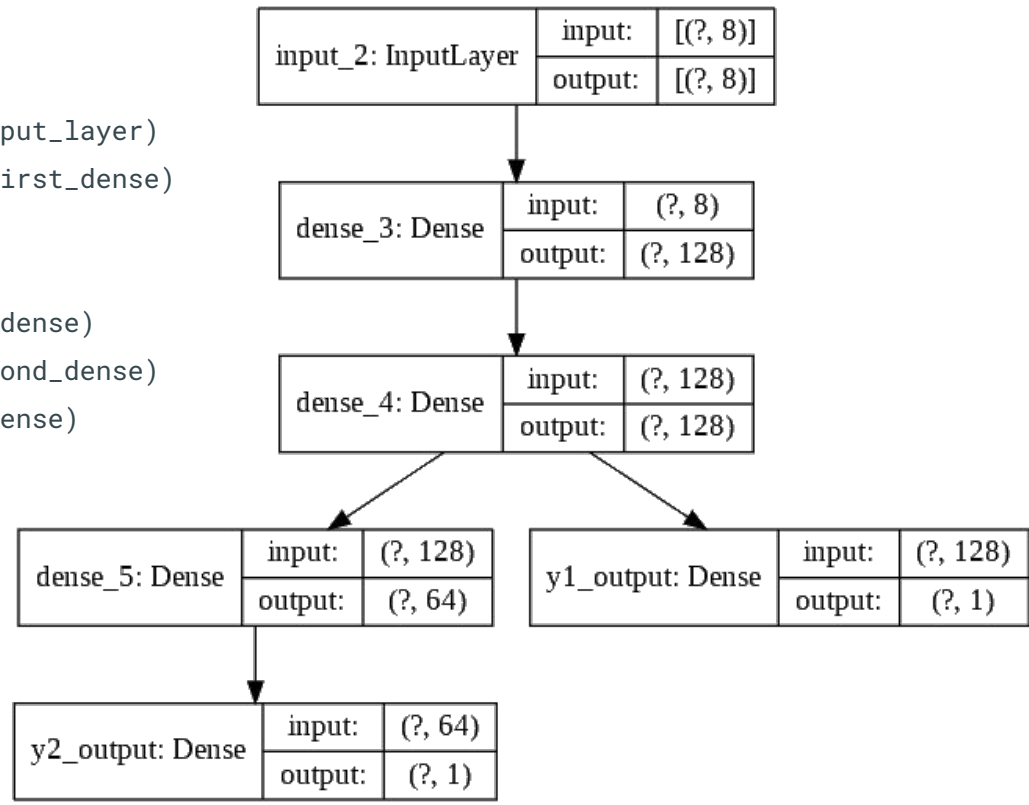 input_2: InputLayer
input: [(?, 8)]
output: [(?, 8)]
put_layer)
irst_dense)
dense_3: Dense
input: (?, 8)
output: (?, 128)
dense)
ond_dense)
ense)
dense_4: Dense
input: (?, 128)
output: (?, 128)
dense_5: Dense
input: (?, 128)
output: (?, 64)
y1_output: Dense
input: (?, 128)
output: (?, 1)
y2_output: Dense
input: (?, 64)
output: (?, 1)